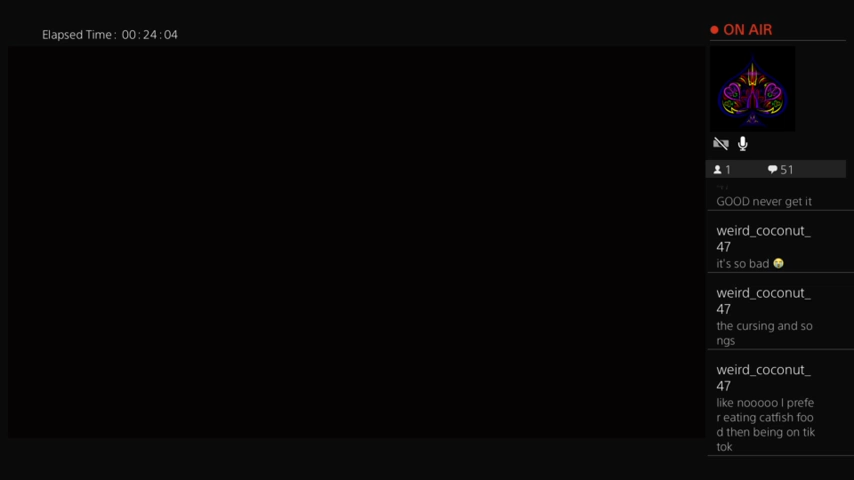 Elapsed Time: 00:24:04
ON AIR
1 51
GOOD never get it
weird_coconut_
47
it's so bad 😭
weird_coconut_
47
the cursing and so
ngs
weird_coconut_
47
like nooooo I prefe
r eating catfish foo
d then being on tik
tok